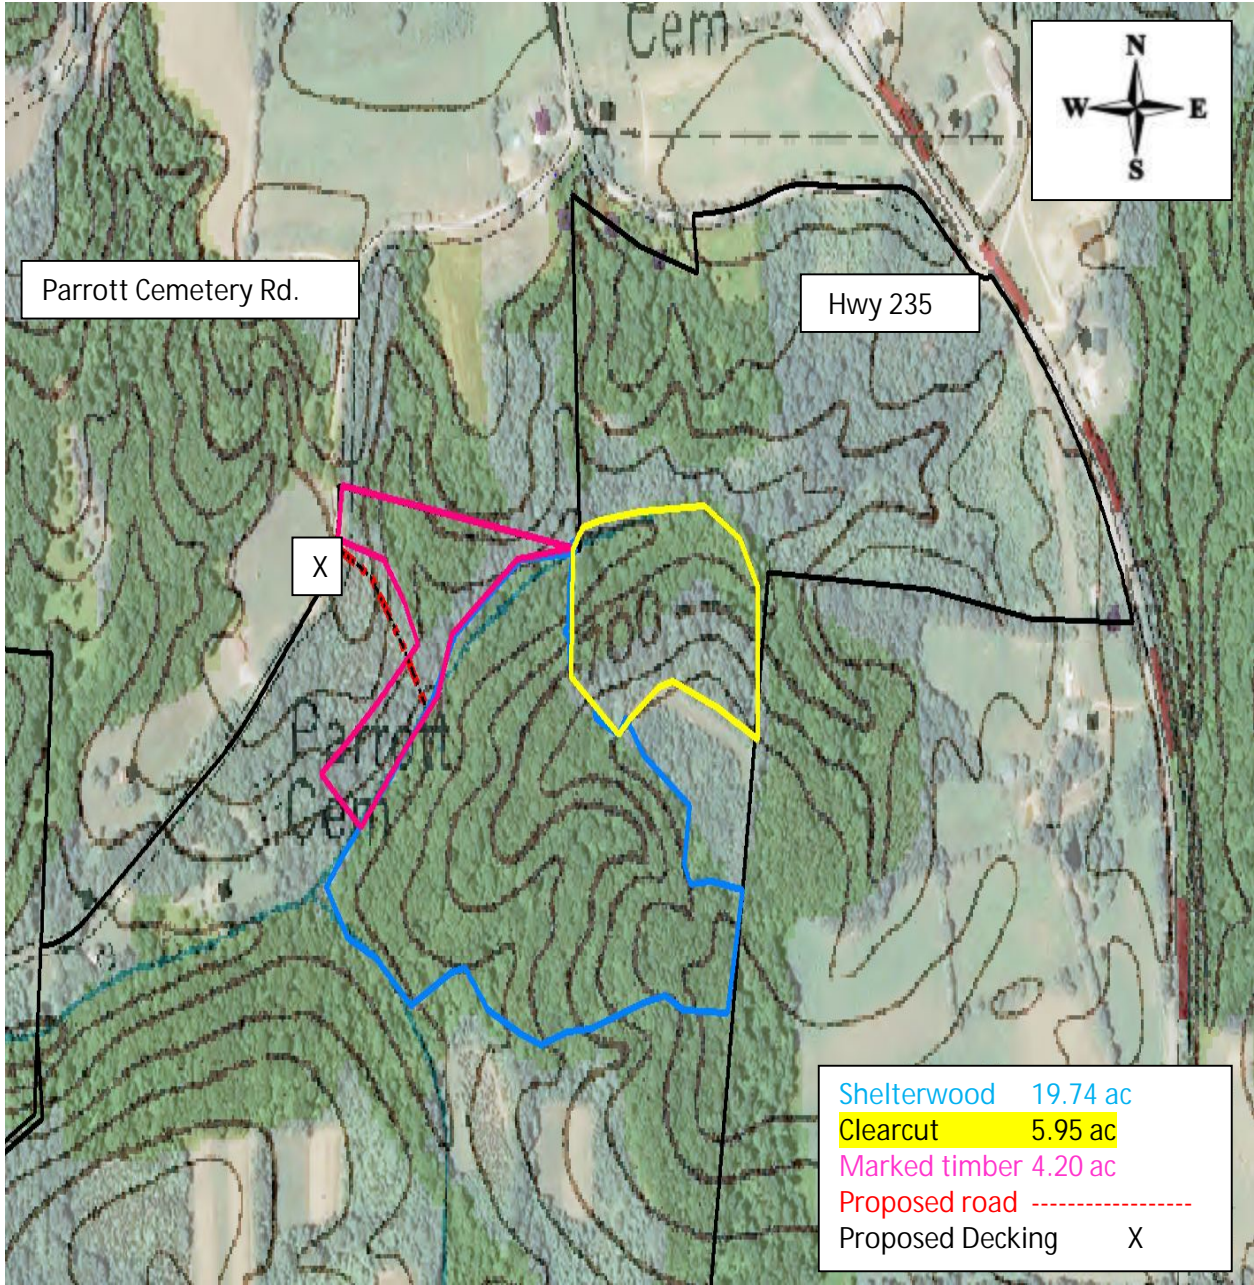 Cem
N
W E
S
Parrott Cemetery Rd.
Hwy 235
X
700
Parrott
Cem
Shelterwood 19.74 ac
Clearcut 5.95 ac
Marked timber 4.20 ac
Proposed road ------------------
Proposed Decking X